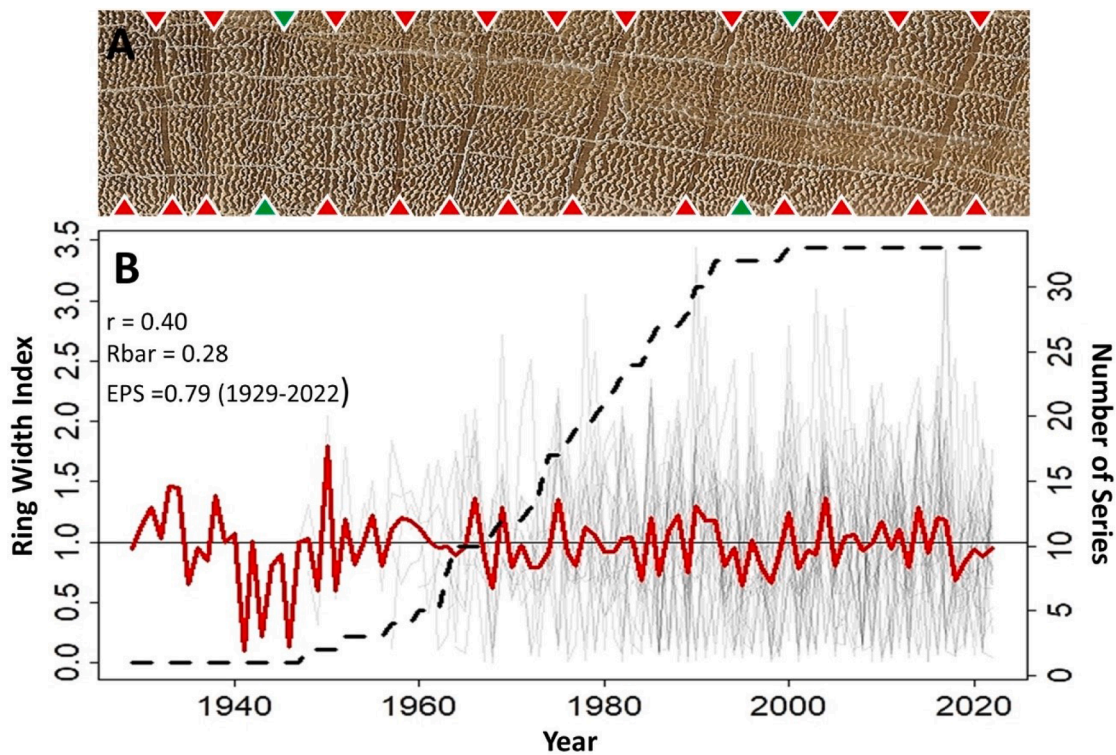 A
B
r = 0.40
Rbar = 0.28
EPS =0.79 (1929-2022)
Ring Width Index
3.5
3.0
2.5
2.0
1.5
1.0
0.5
0.0
Number of Series
30
25
20
15
10
5
0
1940
1960
1980
2000
2020
Year